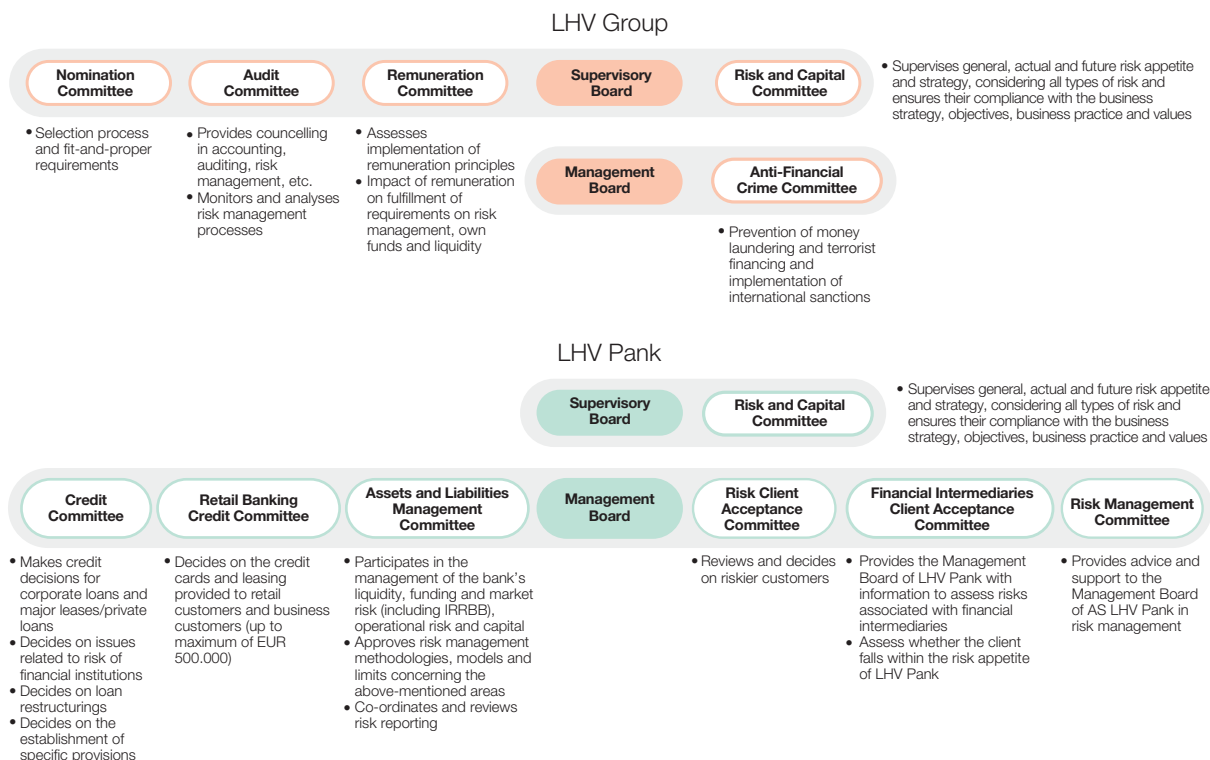 LHV Group
Nomination
Committee
Audit
Committee
Remuneration
Committee
Supervisory
Board
Risk and Capital
Committee
• Supervises general, actual and future risk appetite
and strategy, considering all types of risk and
ensures their compliance with the business
strategy, objectives, business practice and values
• Selection process
and fit-and-proper
requirements
• Provides councelling
in accounting,
auditing, risk
management, etc.
• Monitors and analyses
risk management
processes
• Assesses
implementation of
remuneration principles
• Impact of remuneration
on fulfillment of
requirements on risk
management, own
funds and liquidity
Management
Board
Anti-Financial
Crime Committee
• Prevention of money
laundering and terrorist
financing and
implementation of
international sanctions
LHV Pank
Supervisory
Board
Risk and Capital
Committee
• Supervises general, actual and future risk appetite
and strategy, considering all types of risk and
ensures their compliance with the business
strategy, objectives, business practice and values
Credit
Committee
Retail Banking
Credit Committee
Assets and Liabilities
Management
Committee
Management
Board
Risk Client
Acceptance
Committee
Financial Intermediaries
Client Acceptance
Committee
Risk Management
Committee
• Makes credit
decisions for
corporate loans and
major leases/private
loans
• Decides on issues
related to risk of
financial institutions
• Decides on loan
restructurings
• Decides on the
establishment of
specific provisions
• Decides on the credit
cards and leasing
provided to retail
customers and business
customers (up to
maximum of EUR
500.000)
• Participates in the
management of the bank's
liquidity, funding and market
risk (including IRRBB),
operational risk and capital
• Approves risk management
methodologies, models and
limits concerning the
above-mentioned areas
• Co-ordinates and reviews
risk reporting
• Reviews and decides
on riskier customers
• Provides the Management
Board of LHV Pank with
information to assess risks
associated with financial
intermediaries
• Assess whether the client
falls within the risk appetite
of LHV Pank
• Provides advice and
support to the
Management Board
of AS LHV Pank in
risk management